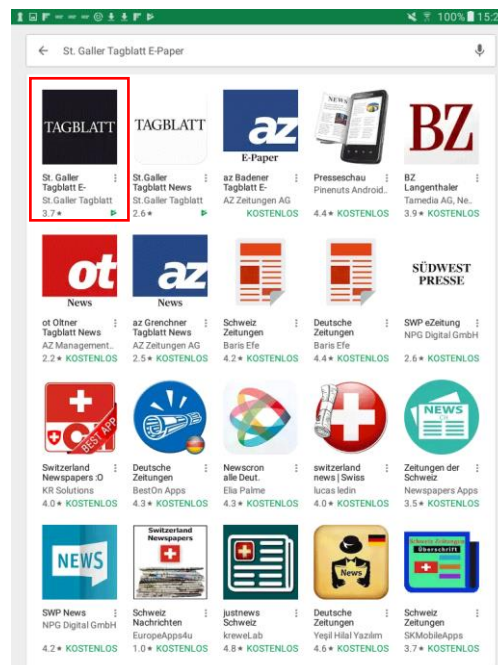 100% 15:2
St. Galler Tagblatt E-Paper
TAGBLATT
St. Galler
Tagblatt E-
St.Galler Tagblatt
3.7★
TAGBLATT
St.Galler
Tagblatt News
St.Galler Tagblatt
2.6★
az
E-Paper
az Badener
Tagblatt E-
AZ Zeitungen AG
KOSTENLOS
NEWS
Presseschau
Pinenuts Android..
4.4★ KOSTENLOS
BZ
BZ
Langenthaler
Tamedia AG, Ne..
3.9★ KOSTENLOS
ot
News
ot Oltner
Tagblatt News
AZ Management..
2.2★ KOSTENLOS
az
News
az Grenchner
Tagblatt News
AZ Zeitungen AG
2.5★ KOSTENLOS
Schweiz
Zeitungen
Baris Efe
4.2★ KOSTENLOS
Deutsche
Zeitungen
Baris Efe
4.4★ KOSTENLOS
SÜDWEST
PRESSE
SWP eZeitung
NPG Digital GmbH
2.6★ KOSTENLOS
BEST APP
Switzerland
Newspapers :O
KR Solutions
4.0★ KOSTENLOS
Deutsche
Zeitungen
BestOn Apps
4.3★ KOSTENLOS
Newscron
alle Deut.
Elia Palme
4.3★ KOSTENLOS
switzerland
news | Swiss
lucas ledin
4.0★ KOSTENLOS
NEWS
CH
Zeitungen der
Schweiz
Newspapers Apps
3.5★ KOSTENLOS
NEWS
SWP News
NPG Digital GmbH
4.2★ KOSTENLOS
Switzerland
Newspapers
Schweiz
Nachrichten
EuropeApps4u
1.0★ KOSTENLOS
justnews
Schweiz
kreweLab
4.8★ KOSTENLOS
News
Deutsche
Zeitungen
Yeşil Hilal Yazılım
4.6★ KOSTENLOS
Schweiz Zeitungen
Überschrift
Schweiz
Zeitungen
SKMobileApps
3.7★ KOSTENLOS